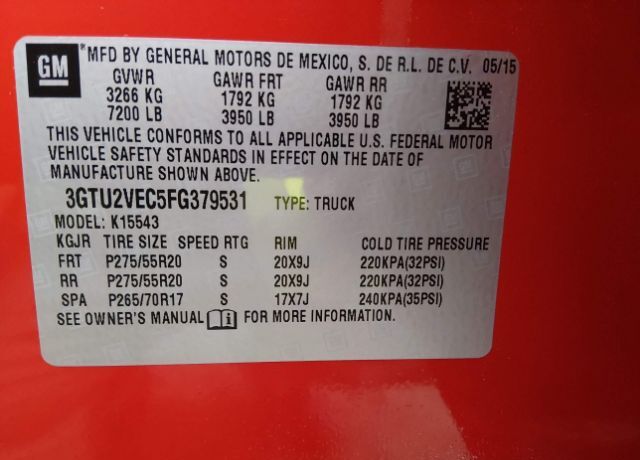 GM *MFD BY GENERAL MOTORS DE MEXICO, S. DE R.L. DE C.V. 05/15
GVWR GAWR FRT GAWR RR
3266 KG 1792 KG 1792 KG
7200 LB 3950 LB 3950 LB
THIS VEHICLE CONFORMS TO ALL APPLICABLE U.S. FEDERAL MOTOR
VEHICLE SAFETY STANDARDS IN EFFECT ON THE DATE OF
MANUFACTURE SHOWN ABOVE.
3GTU2VEC5FG379531 TYPE: TRUCK
MODEL: K15543
KGJR TIRE SIZE SPEED RTG RIM COLD TIRE PRESSURE
FRT P275/55R20 S 20X9J 220KPA(32PSI)
RR P275/55R20 S 20X9J 220KPA(32PSI)
SPA P265/70R17 S 17X7J 240KPA(35PSI)
SEE OWNER'S MANUAL i FOR MORE INFORMATION.